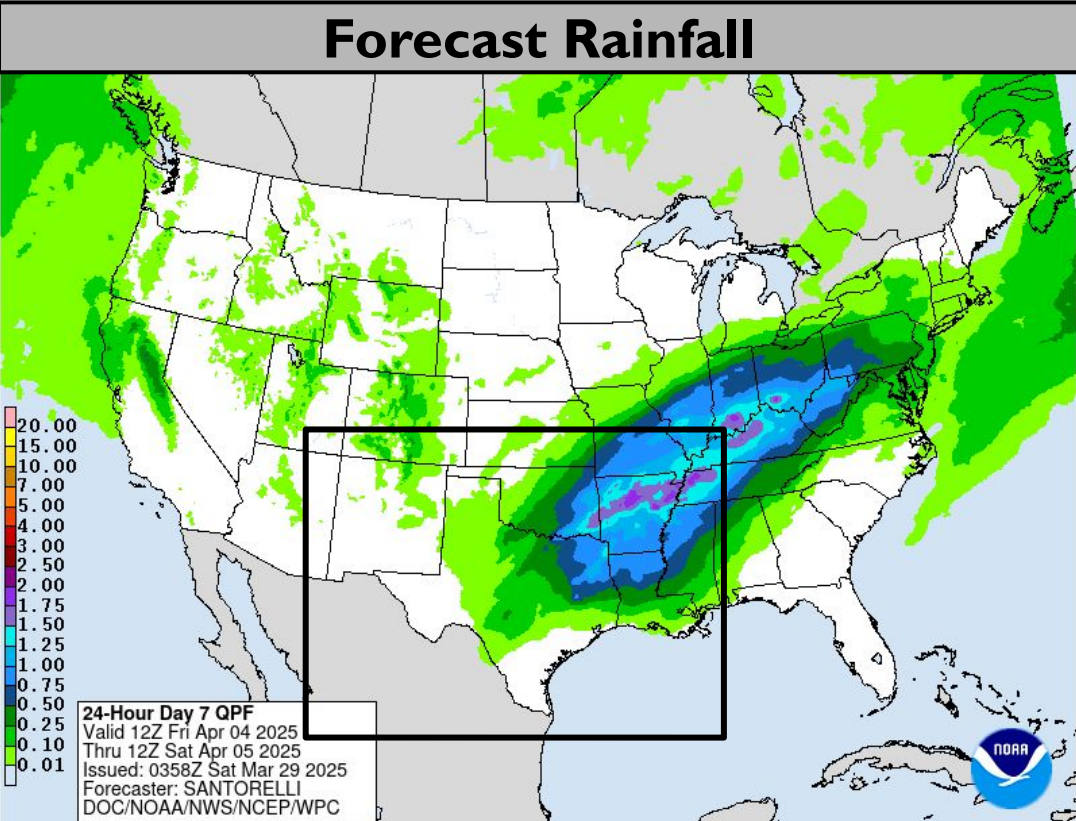 Forecast Rainfall
20.00
15.00
10.00
7.00
5.00
4.00
3.00
2.50
2.00
1.75
1.50
1.25
1.00
0.75
0.50
0.25
0.10
0.01
24-Hour Day 7 QPF
Valid 12Z Fri Apr 04 2025
Thru 12Z Sat Apr 05 2025
Issued: 0358Z Sat Mar 29 2025
Forecaster: SANTORELLI
DOC/NOAA/NWS/NCEP/WPC
NOAA